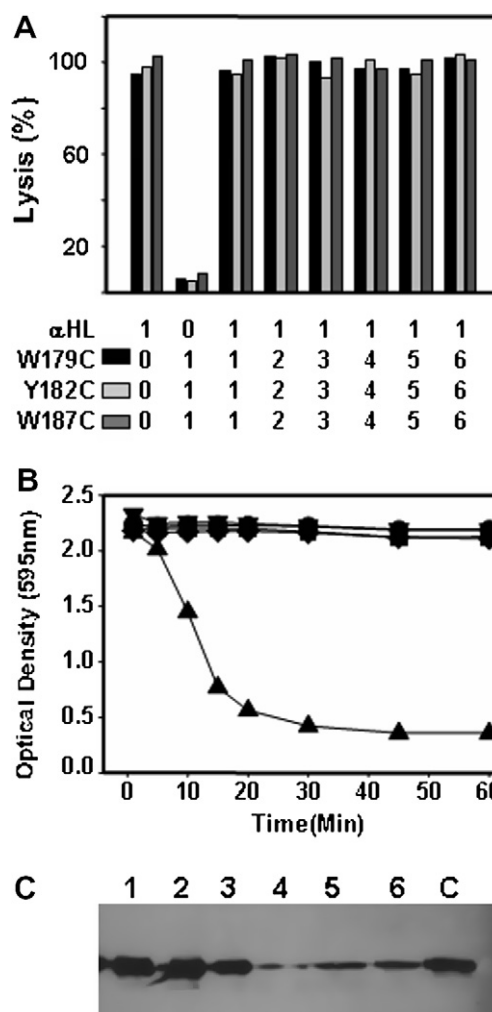 A
Lysis (%)
100
60
20
αHL 1 0 1 1 1 1 1 1
W179C 0 1 1 2 3 4 5 6
Y182C 0 1 1 2 3 4 5 6
W187C 0 1 1 2 3 4 5 6
B
Optical Density (595nm)
2.5
2.0
1.5
1.0
0.5
0.0
0 10 20 30 40 50 60
Time(Min)
C 1 2 3 4 5 6 C